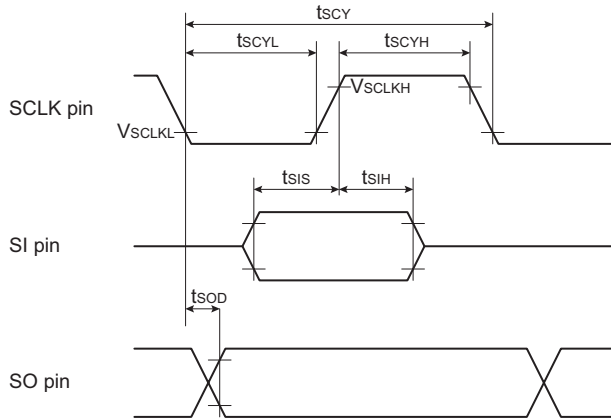 tSCY
tSCYL
tSCYH
SCLK pin
VSCLKH
VSCLKL
tSIS
tSIH
SI pin
tSOD
SO pin